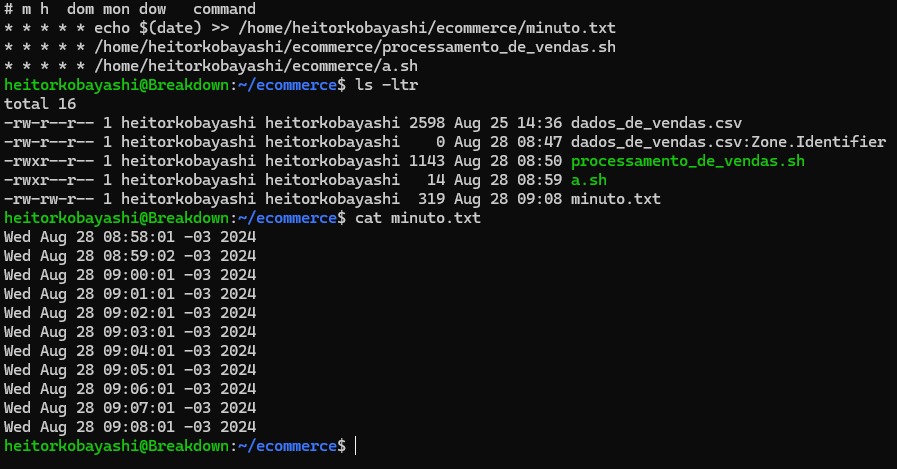 # m h  dom mon dow   command
* * * * * echo $(date) >> /home/heitorkobayashi/ecommerce/minuto.txt
* * * * * /home/heitorkobayashi/ecommerce/processamento_de_vendas.sh
* * * * * /home/heitorkobayashi/ecommerce/a.sh
heitorkobayashi@Breakdown:~/ecommerce$ ls -ltr
total 16
-rw-r--r-- 1 heitorkobayashi heitorkobayashi 2598 Aug 25 14:36 dados_de_vendas.csv
-rw-r--r-- 1 heitorkobayashi heitorkobayashi    0 Aug 28 08:47 dados_de_vendas.csv:Zone.Identifier
-rwxr--r-- 1 heitorkobayashi heitorkobayashi 1143 Aug 28 08:50 processamento_de_vendas.sh
-rwxr--r-- 1 heitorkobayashi heitorkobayashi   14 Aug 28 08:59 a.sh
-rw-rw-r-- 1 heitorkobayashi heitorkobayashi  319 Aug 28 09:08 minuto.txt
heitorkobayashi@Breakdown:~/ecommerce$ cat minuto.txt
Wed Aug 28 08:58:01 -03 2024
Wed Aug 28 08:59:02 -03 2024
Wed Aug 28 09:00:01 -03 2024
Wed Aug 28 09:01:01 -03 2024
Wed Aug 28 09:02:01 -03 2024
Wed Aug 28 09:03:01 -03 2024
Wed Aug 28 09:04:01 -03 2024
Wed Aug 28 09:05:01 -03 2024
Wed Aug 28 09:06:01 -03 2024
Wed Aug 28 09:07:01 -03 2024
Wed Aug 28 09:08:01 -03 2024
heitorkobayashi@Breakdown:~/ecommerce$